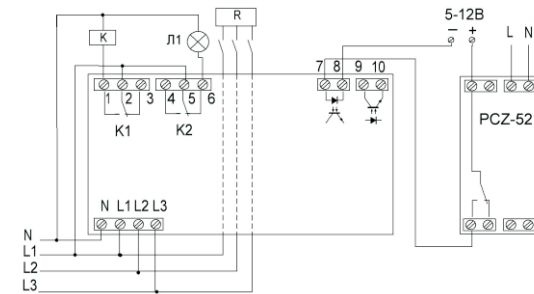 R
5-12В
− +
L N
K
Л1
7 8 9 10
1 2 3 4 5 6
K1 K2
PCZ-52
N L1 L2 L3
N
L1
L2
L3